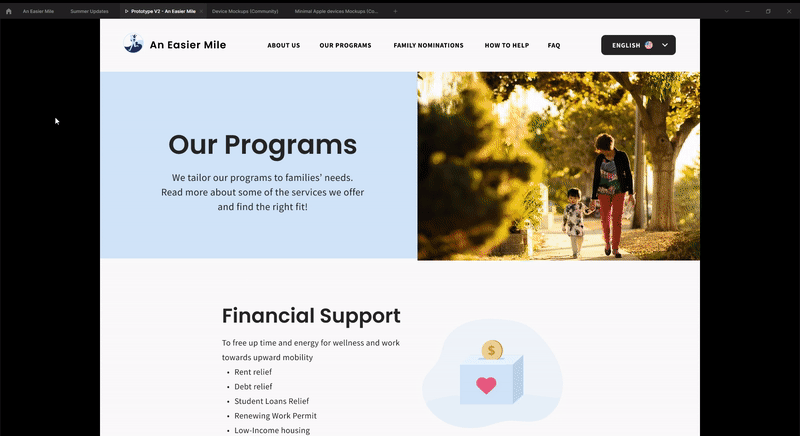 An Easier Mile
Summer Updates
Prototype V2 - An Easier Mile
Device Mockups (Community)
Minimal Apple devices Mockups (Co...
An Easier Mile
ABOUT US
OUR PROGRAMS
FAMILY NOMINATIONS
HOW TO HELP
FAQ
ENGLISH
Our Programs
We tailor our programs to families' needs.
Read more about some of the services we offer
and find the right fit!
Financial Support
To free up time and energy for wellness and work
towards upward mobility
• Rent relief
• Debt relief
• Student Loans Relief
• Renewing Work Permit
• Low-Income housing
$